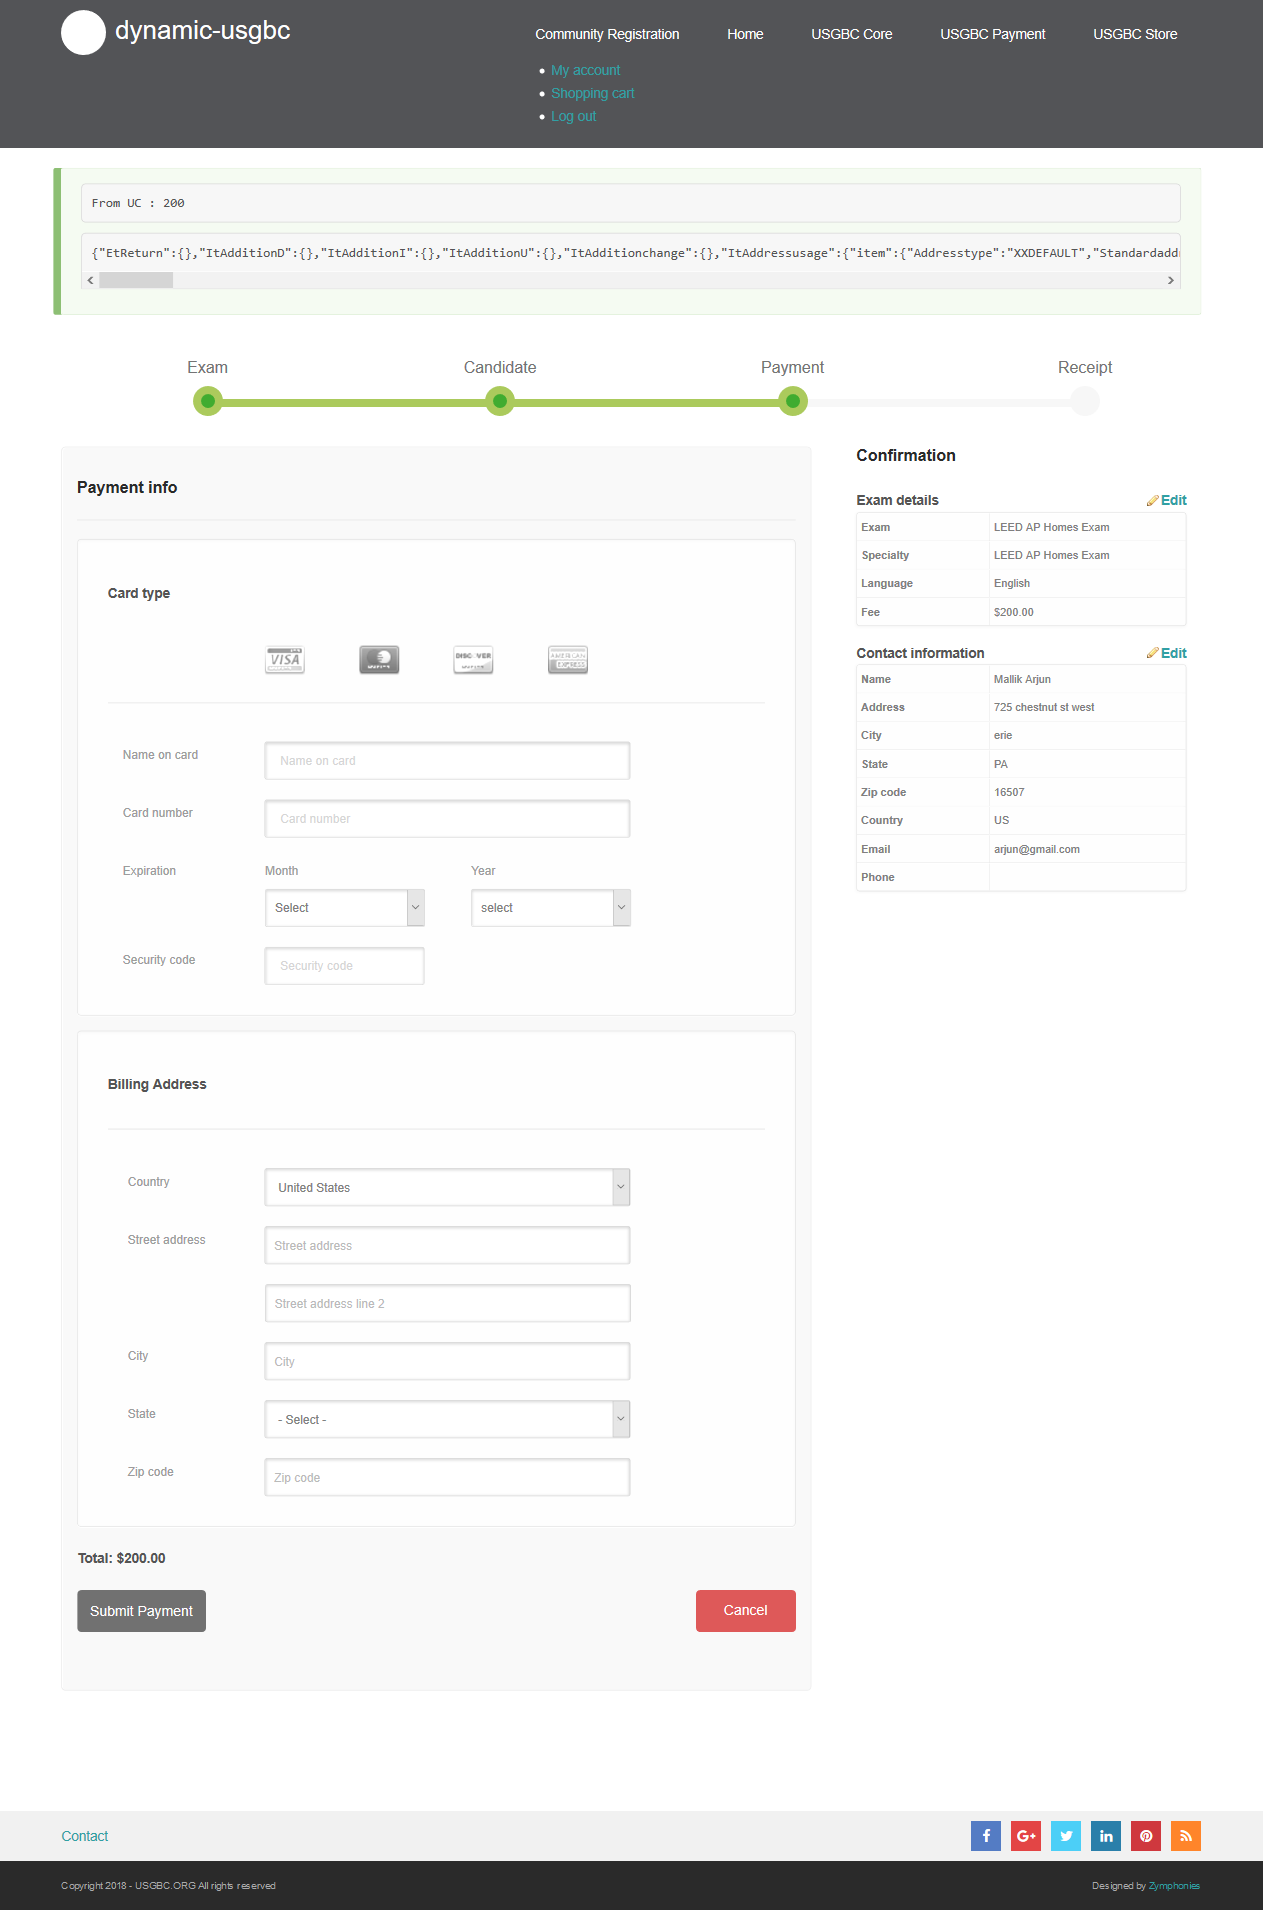 dynamic-usgbc
Community Registration Home USGBC Core USGBC Payment USGBC Store
My account
Shopping cart
Log out
From UC : 200
{"EtReturn":{},"ItAdditionD":{},"ItAdditionI":{},"ItAdditionU":{},"ItAdditionchange":{},"ItAddressusage":{"item":{"Addresstype":"XXDEFAULT","Standardadd
Exam Candidate Payment Receipt
Payment info
Card type
VISA DISCOVER AMERICAN EXPRESS
Name on card Name on card
Card number Card number
Expiration Month Year
Select select
Security code Security code
Billing Address
Country United States
Street address Street address
Street address line 2
City City
State - Select -
Zip code Zip code
Total: $200.00
Submit Payment Cancel
Confirmation
Exam details Edit
Exam LEED AP Homes Exam
Specialty LEED AP Homes Exam
Language English
Fee $200.00
Contact information Edit
Name Mallik Arjun
Address 725 chestnut st west
City erie
State PA
Zip code 16507
Country US
Email arjun@gmail.com
Phone
Contact
Copyright 2018 - USGBC.ORG All rights reserved
Designed by Zymphonies